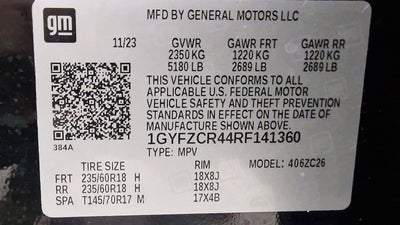 gm
MFD BY GENERAL MOTORS LLC
11/23 GVWR GAWR FRT GAWR RR
2350 KG 1220 KG 1220 KG
5180 LB 2689 LB 2689 LB
THIS VEHICLE CONFORMS TO ALL
APPLICABLE U.S. FEDERAL MOTOR
VEHICLE SAFETY AND THEFT PREVENTION
STANDARDS IN EFFECT ON THE DATE OF
MANUFACTURE SHOWN ABOVE.
384A
1GYFZCR44RF141360
TYPE: MPV MODEL: 406ZC26
TIRE SIZE RIM
FRT 235/60R18 H 18X8J
RR 235/60R18 H 18X8J
SPA T145/70R17 M 17X4B